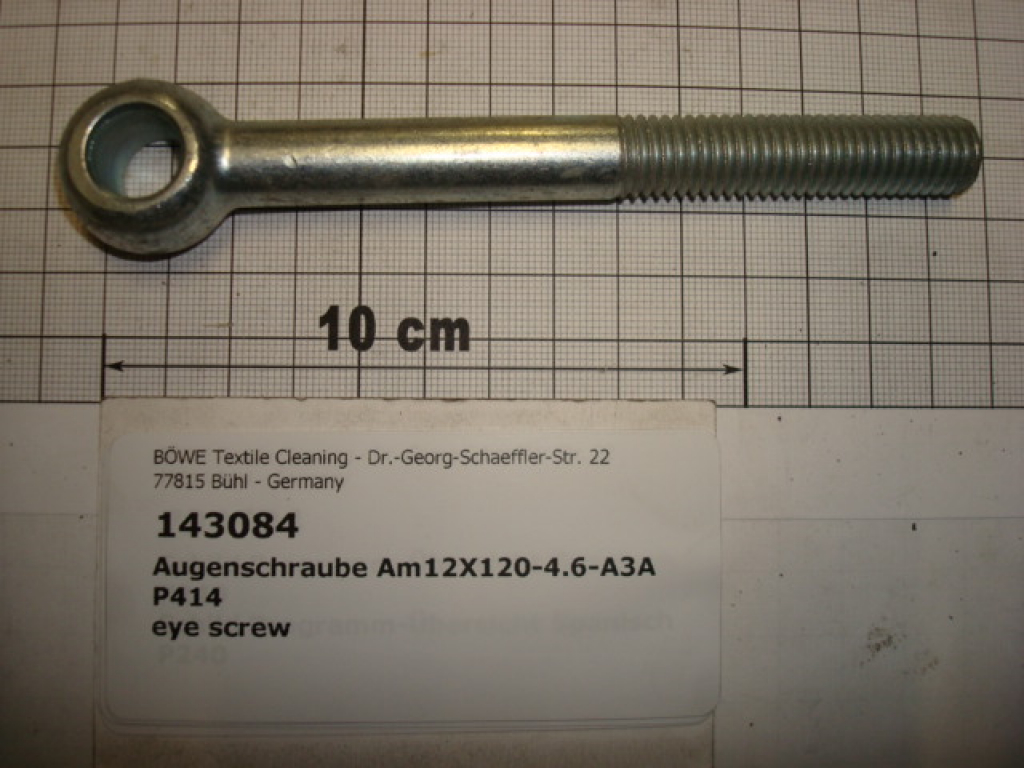 10 cm
BÖWE Textile Cleaning - Dr.-Georg-Schaeffler-Str. 22
77815 Bühl - Germany
143084
Augenschraube Am12X120-4.6-A3A
P414
eye screw